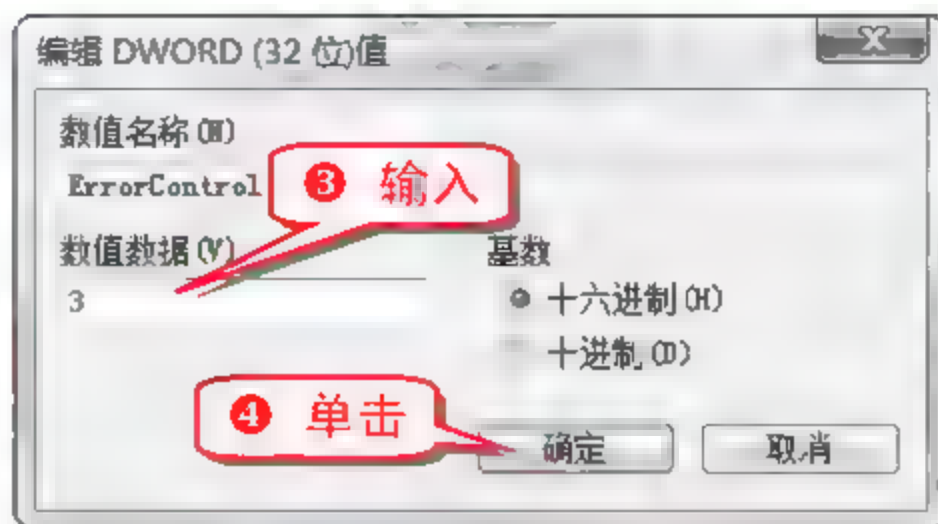 编辑 DWORD (32 位)值
X
数值名称(N)
ErrorControl
❸ 输入
数值数据(V)
3
基数
十六进制(H)
十进制(D)
❹ 单击
确定
取消